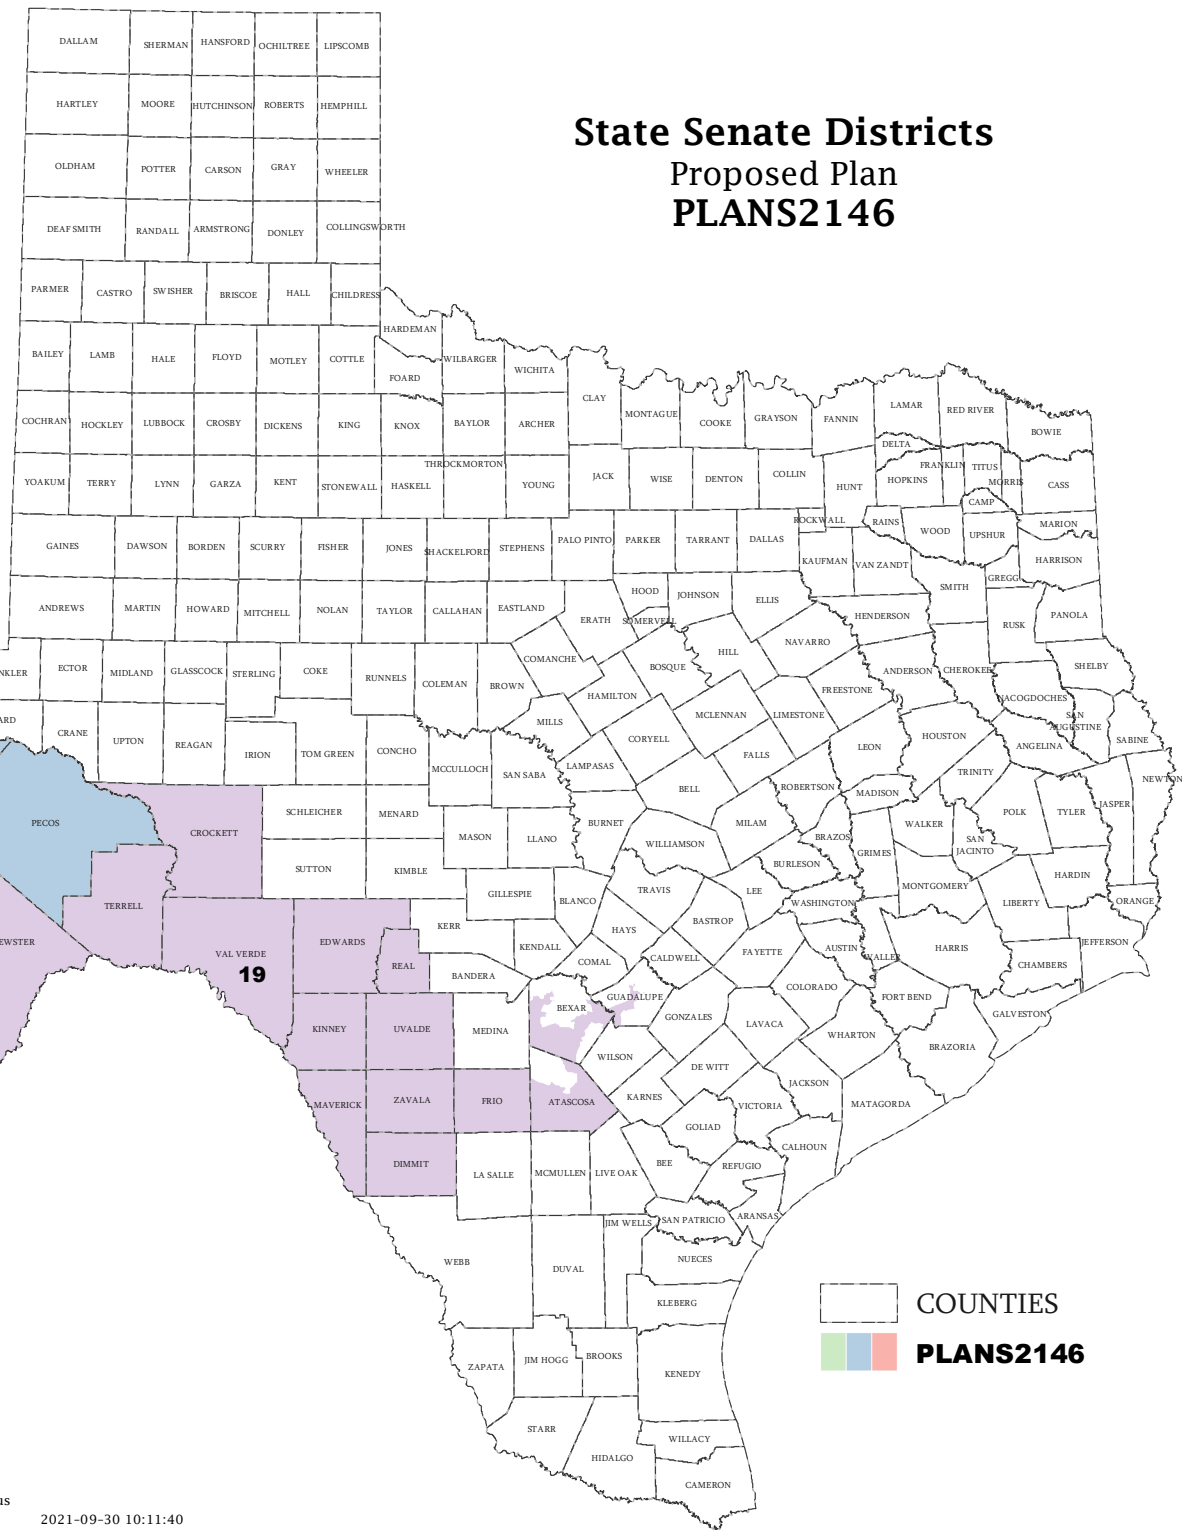 State Senate Districts
Proposed Plan
PLANS2146
DALLAM
SHERMAN
HANSFORD
OCHILTREE
LIPSCOMB
HARTLEY
MOORE
HUTCHINSON
ROBERTS
HEMPHILL
OLDHAM
POTTER
CARSON
GRAY
WHEELER
DEAF SMITH
RANDALL
ARMSTRONG
DONLEY
COLLINGSWORTH
PARMER
CASTRO
SWISHER
BRISCOE
HALL
CHILDRESS
HARDEMAN
BAILEY
LAMB
HALE
FLOYD
MOTLEY
COTTLE
FOARD
WILBARGER
WICHITA
CLAY
MONTAGUE
COOKE
GRAYSON
FANNIN
LAMAR
RED RIVER
BOWIE
COCHRAN
HOCKLEY
LUBBOCK
CROSBY
DICKENS
KING
KNOX
BAYLOR
ARCHER
DELTA
YOAKUM
TERRY
LYNN
GARZA
KENT
STONEWALL
HASKELL
THROCKMORTON
YOUNG
JACK
WISE
DENTON
COLLIN
HUNT
HOPKINS
FRANKLIN
TITUS
MORRIS
CASS
CAMP
GAINES
DAWSON
BORDEN
SCURRY
FISHER
JONES
SHACKELFORD
STEPHENS
PALO PINTO
PARKER
TARRANT
DALLAS
ROCKWALL
RAINS
WOOD
UPSHUR
MARION
KAUFMAN
VAN ZANDT
HARRISON
GREGG
SMITH
ANDREWS
MARTIN
HOWARD
MITCHELL
NOLAN
TAYLOR
CALLAHAN
EASTLAND
ERATH
HOOD
SOMERVELL
JOHNSON
ELLIS
HENDERSON
RUSK
PANOLA
NKLER
ECTOR
MIDLAND
GLASSCOCK
STERLING
COKE
RUNNELS
COLEMAN
BROWN
COMANCHE
BOSQUE
HILL
NAVARRO
ANDERSON
CHEROKEE
SHELBY
HAMILTON
FREESTONE
NACOGDOCHES
ARD
CRANE
UPTON
REAGAN
IRION
TOM GREEN
CONCHO
MCCULLOCH
SAN SABA
MILLS
LAMPASAS
CORYELL
MCLENNAN
LIMESTONE
FALLS
LEON
HOUSTON
ANGELINA
SAN
AUGUSTINE
SABINE
PECOS
CROCKETT
SCHLEICHER
MENARD
MASON
LLANO
BURNET
BELL
MILAM
ROBERTSON
MADISON
TRINITY
POLK
TYLER
JASPER
NEWTON
WALKER
SAN
JACINTO
GRIMES
BRAZOS
WILLIAMSON
BURLESON
TERRELL
SUTTON
KIMBLE
GILLESPIE
BLANCO
TRAVIS
LEE
WASHINGTON
MONTGOMERY
LIBERTY
HARDIN
ORANGE
EWSTER
VAL VERDE
19
EDWARDS
REAL
KERR
KENDALL
BANDERA
HAYS
COMAL
CALDWELL
BASTROP
FAYETTE
AUSTIN
WALLER
HARRIS
CHAMBERS
JEFFERSON
KINNEY
UVALDE
MEDINA
BEXAR
GUADALUPE
GONZALES
LAVACA
COLORADO
FORT BEND
GALVESTON
WILSON
WHARTON
BRAZORIA
MAVERICK
ZAVALA
FRIO
ATASCOSA
KARNES
DE WITT
JACKSON
VICTORIA
MATAGORDA
GOLIAD
CALHOUN
DIMMIT
LA SALLE
MCMULLEN
LIVE OAK
BEE
REFUGIO
ARANSAS
SAN PATRICIO
JIM WELLS
WEBB
DUVAL
NUECES
KLEBERG
ZAPATA
JIM HOGG
BROOKS
KENEDY
STARR
HIDALGO
WILLACY
CAMERON
COUNTIES
PLANS2146
us
2021-09-30 10:11:40